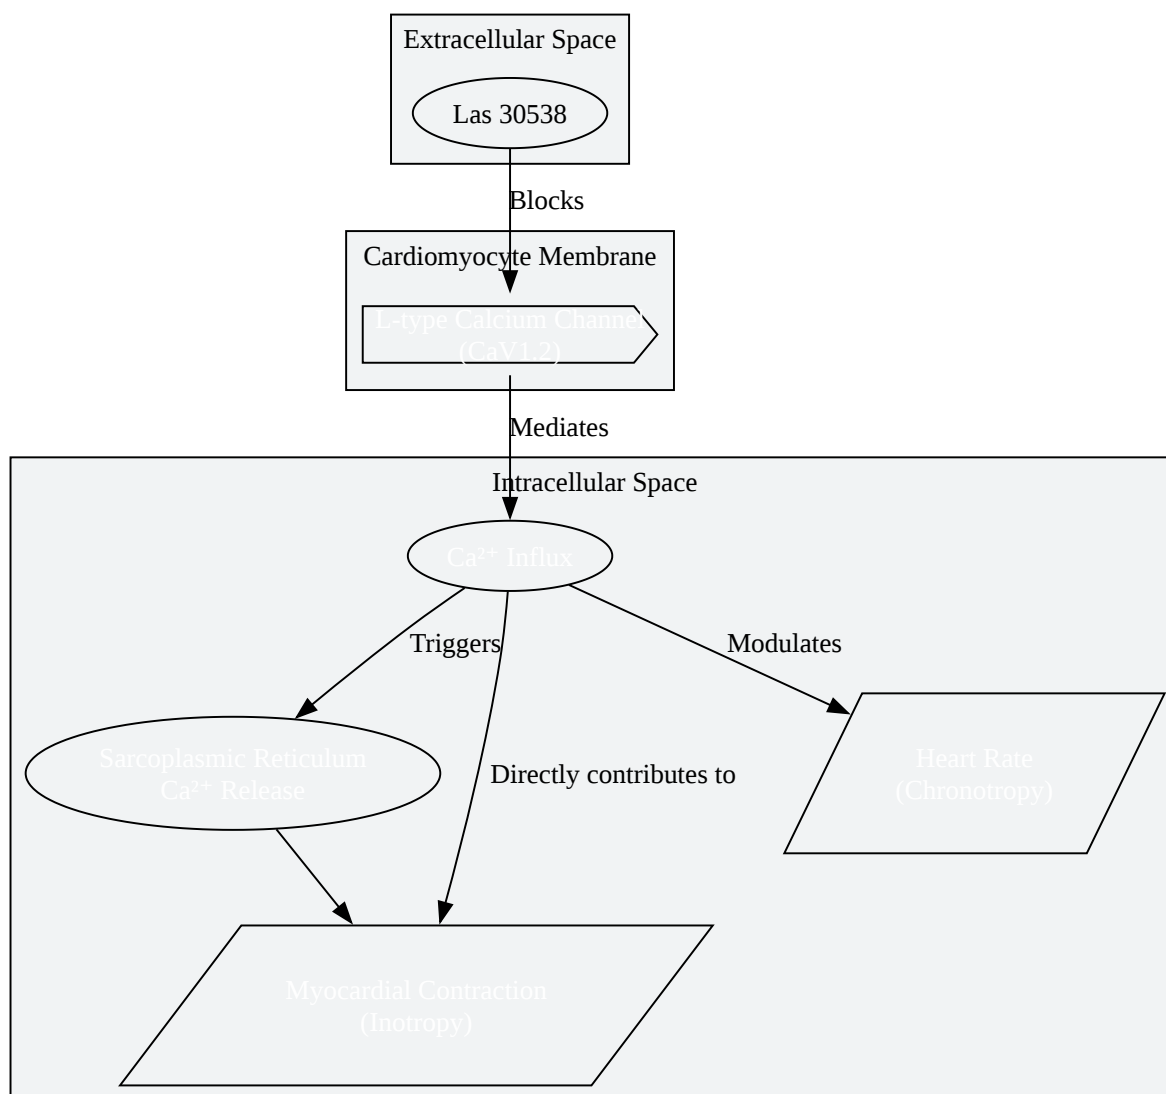 Extracellular Space
Las 30538
Blocks
Cardiomyocyte Membrane
L-type Calcium Channel
(CaV1.2)
Mediates
Intracellular Space
Ca²⁺ Influx
Triggers
Modulates
Sarcoplasmic Reticulum
Ca²⁺ Release
Directly contributes to
Heart Rate
(Chronotropy)
Myocardial Contraction
(Inotropy)